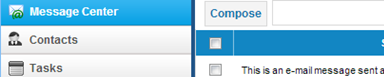 Message Center
Contacts
Tasks
Compose
This is an e-mail message sent